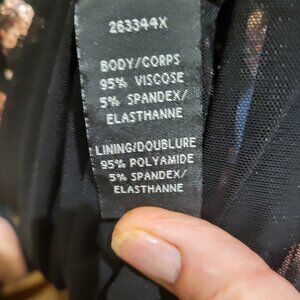 263344X
BODY/CORPS
95% VISCOSE
5% SPANDEX/
ELASTHANNE
LINING/DOUBLURE
95% POLYAMIDE
5% SPANDEX/
ELASTHANNE